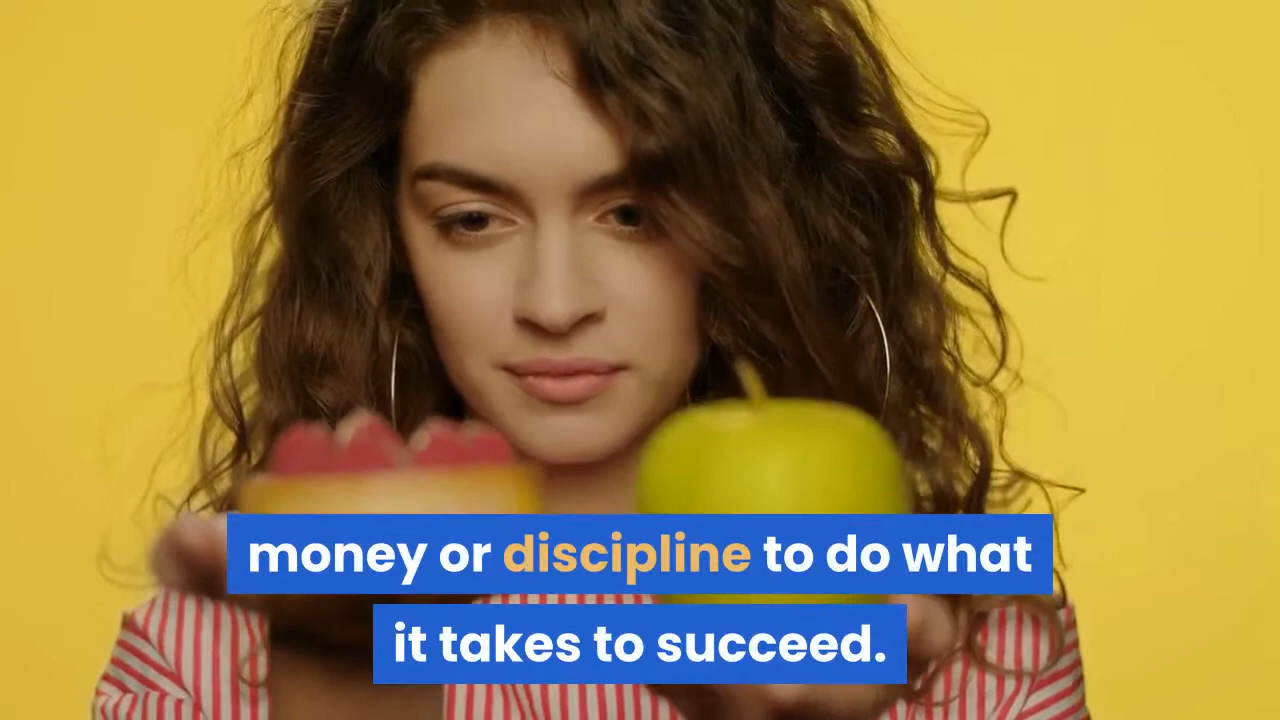 money or discipline to do what
it takes to succeed.